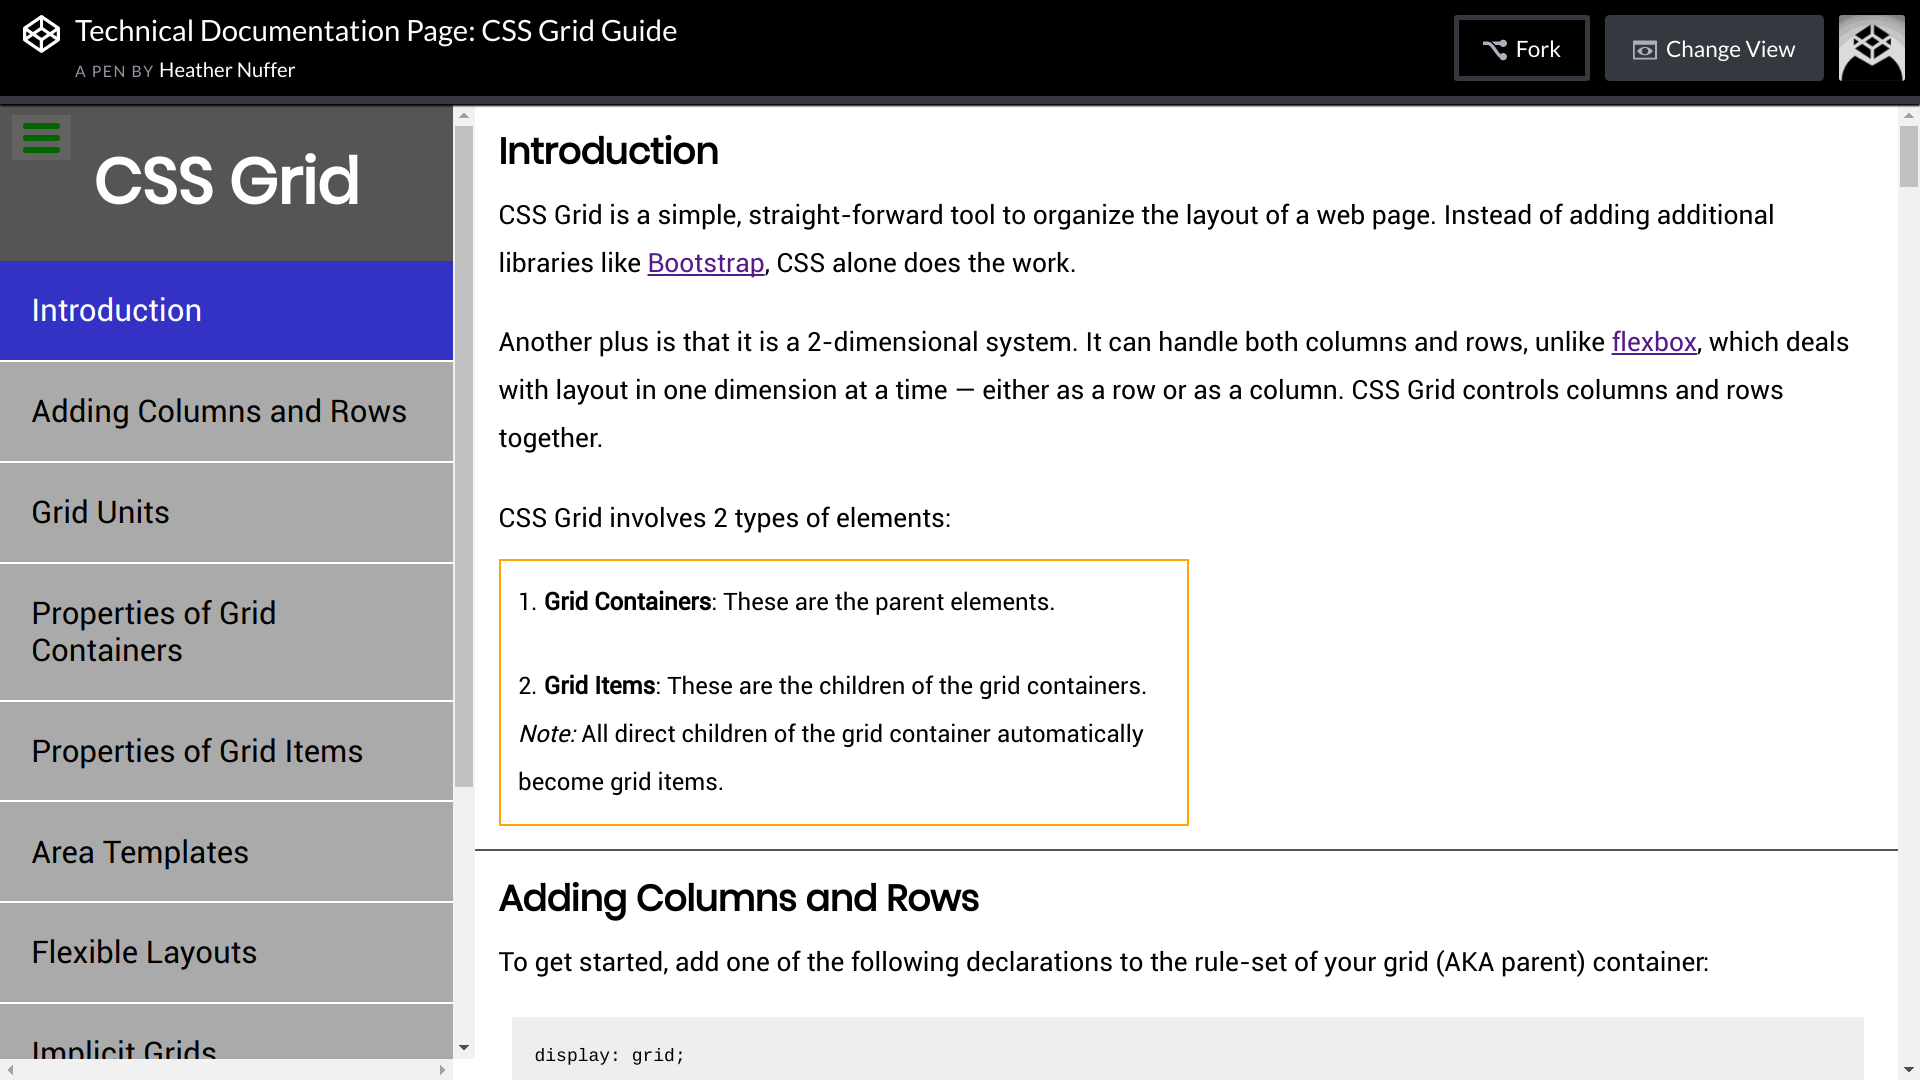 Technical Documentation Page: CSS Grid Guide
A PEN BY Heather Nuffer
Fork
Change View
CSS Grid
Introduction
Adding Columns and Rows
Grid Units
Properties of Grid
Containers
Properties of Grid Items
Area Templates
Flexible Layouts
Implicit Grids
Introduction
CSS Grid is a simple, straight-forward tool to organize the layout of a web page. Instead of adding additional
libraries like Bootstrap, CSS alone does the work.
Another plus is that it is a 2-dimensional system. It can handle both columns and rows, unlike flexbox, which deals
with layout in one dimension at a time — either as a row or as a column. CSS Grid controls columns and rows
together.
CSS Grid involves 2 types of elements:
1. Grid Containers: These are the parent elements.
2. Grid Items: These are the children of the grid containers.
Note: All direct children of the grid container automatically
become grid items.
Adding Columns and Rows
To get started, add one of the following declarations to the rule-set of your grid (AKA parent) container:
display: grid;